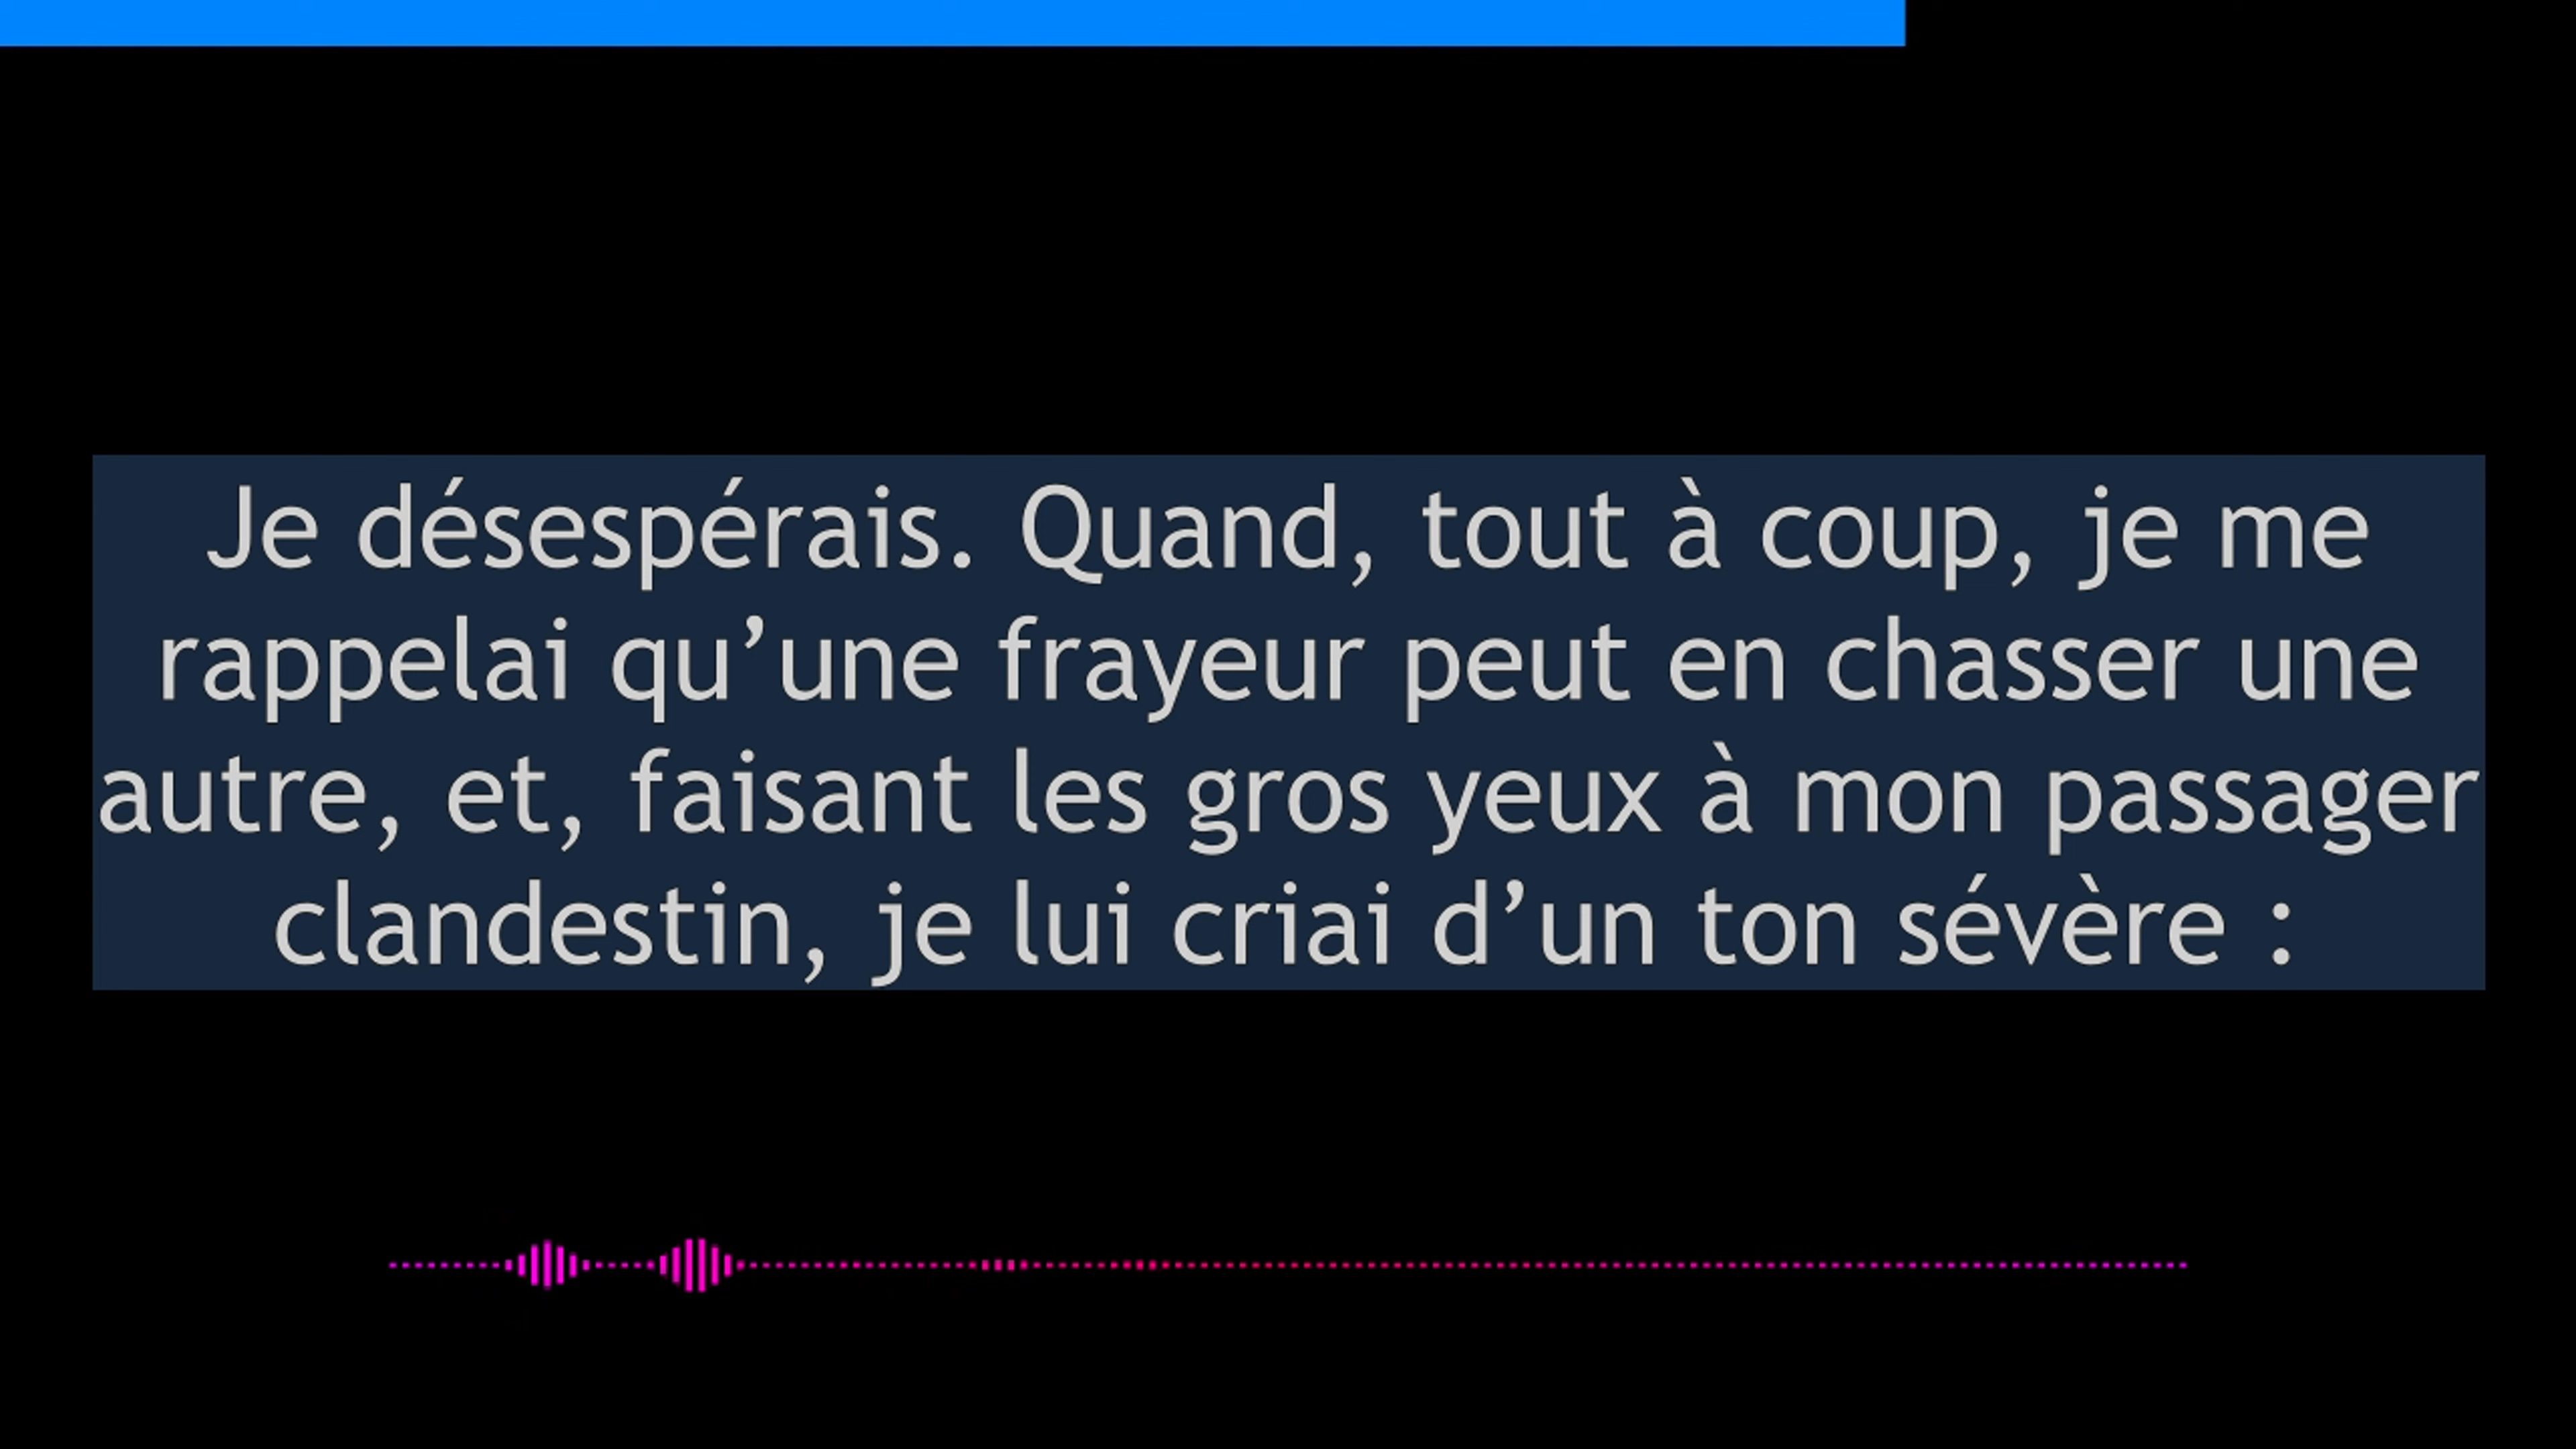 Je désespérais. Quand, tout à coup, je me
rappelai qu’une frayeur peut en chasser une
autre, et, faisant les gros yeux à mon passager
clandestin, je lui criai d’un ton sévère :